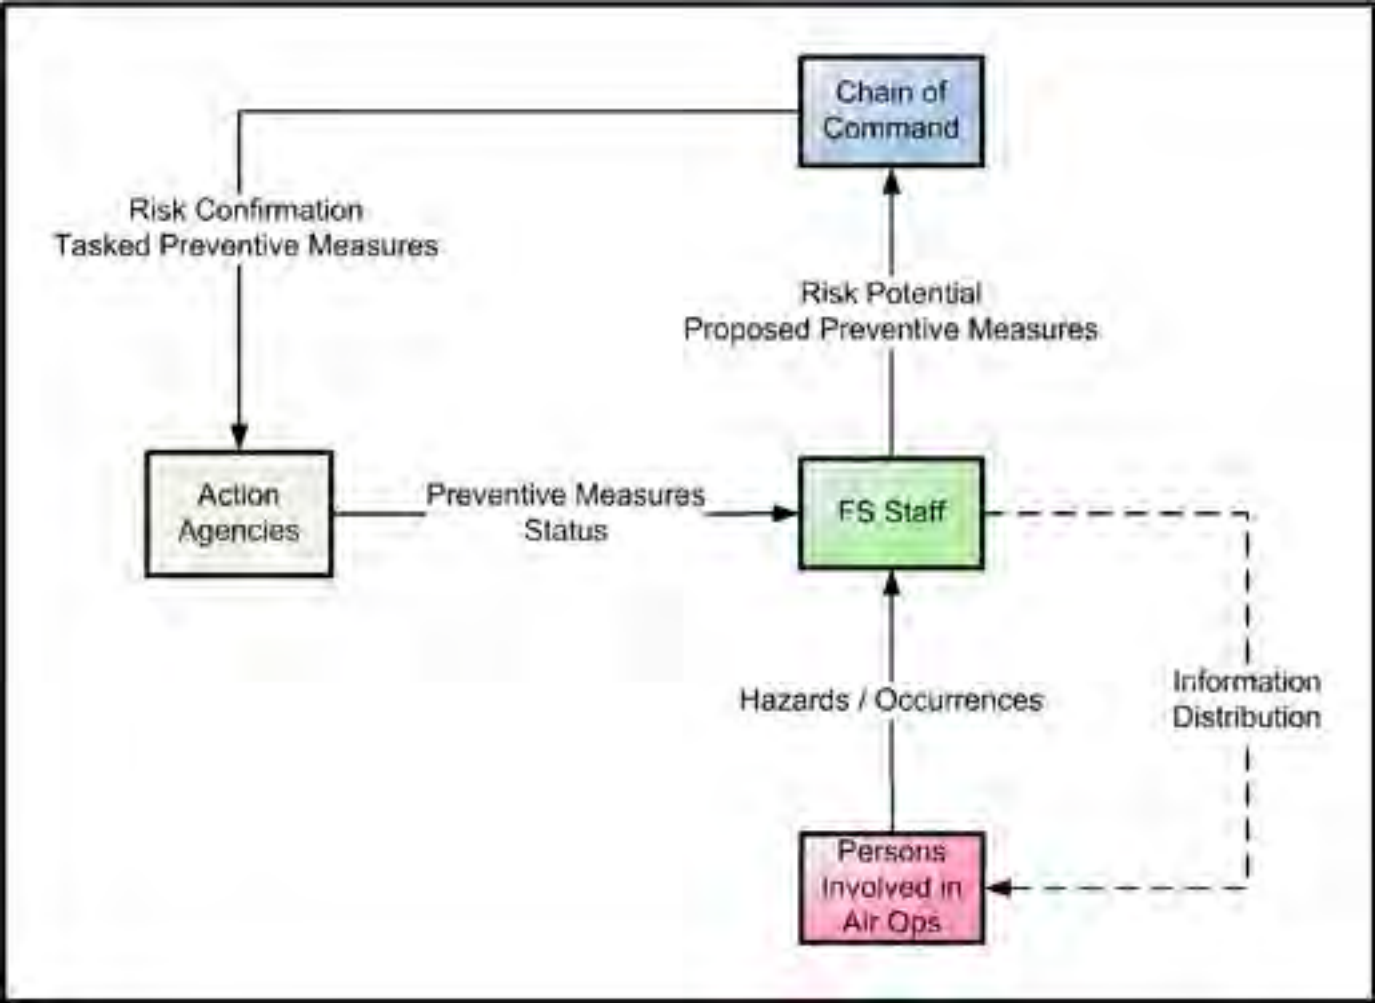 Chain of
Command
Risk Confirmation
Tasked Preventive Measures
Risk Potential
Proposed Preventive Measures
Action
Agencies
Preventive Measures
Status
FS Staff
Hazards / Occurrences
Information
Distribution
Persons
Involved in
Air Ops